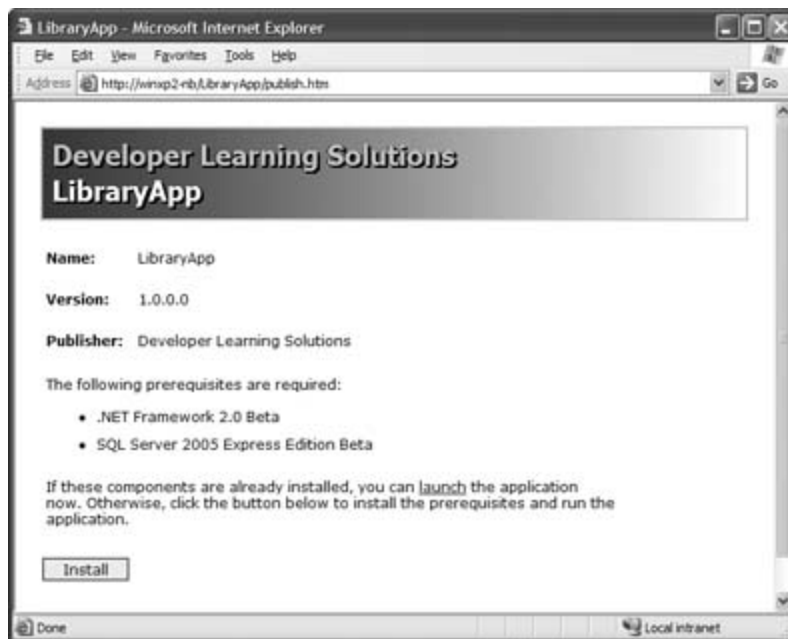 LibraryApp - Microsoft Internet Explorer
File Edit View Favorites Tools Help
Address http://winxp2-nb/LibraryApp/publish.htm Go
Developer Learning Solutions
LibraryApp
Name: LibraryApp
Version: 1.0.0.0
Publisher: Developer Learning Solutions
The following prerequisites are required:
• .NET Framework 2.0 Beta
• SQL Server 2005 Express Edition Beta
If these components are already installed, you can launch the application
now. Otherwise, click the button below to install the prerequisites and run the
application.
Install
Done Local intranet